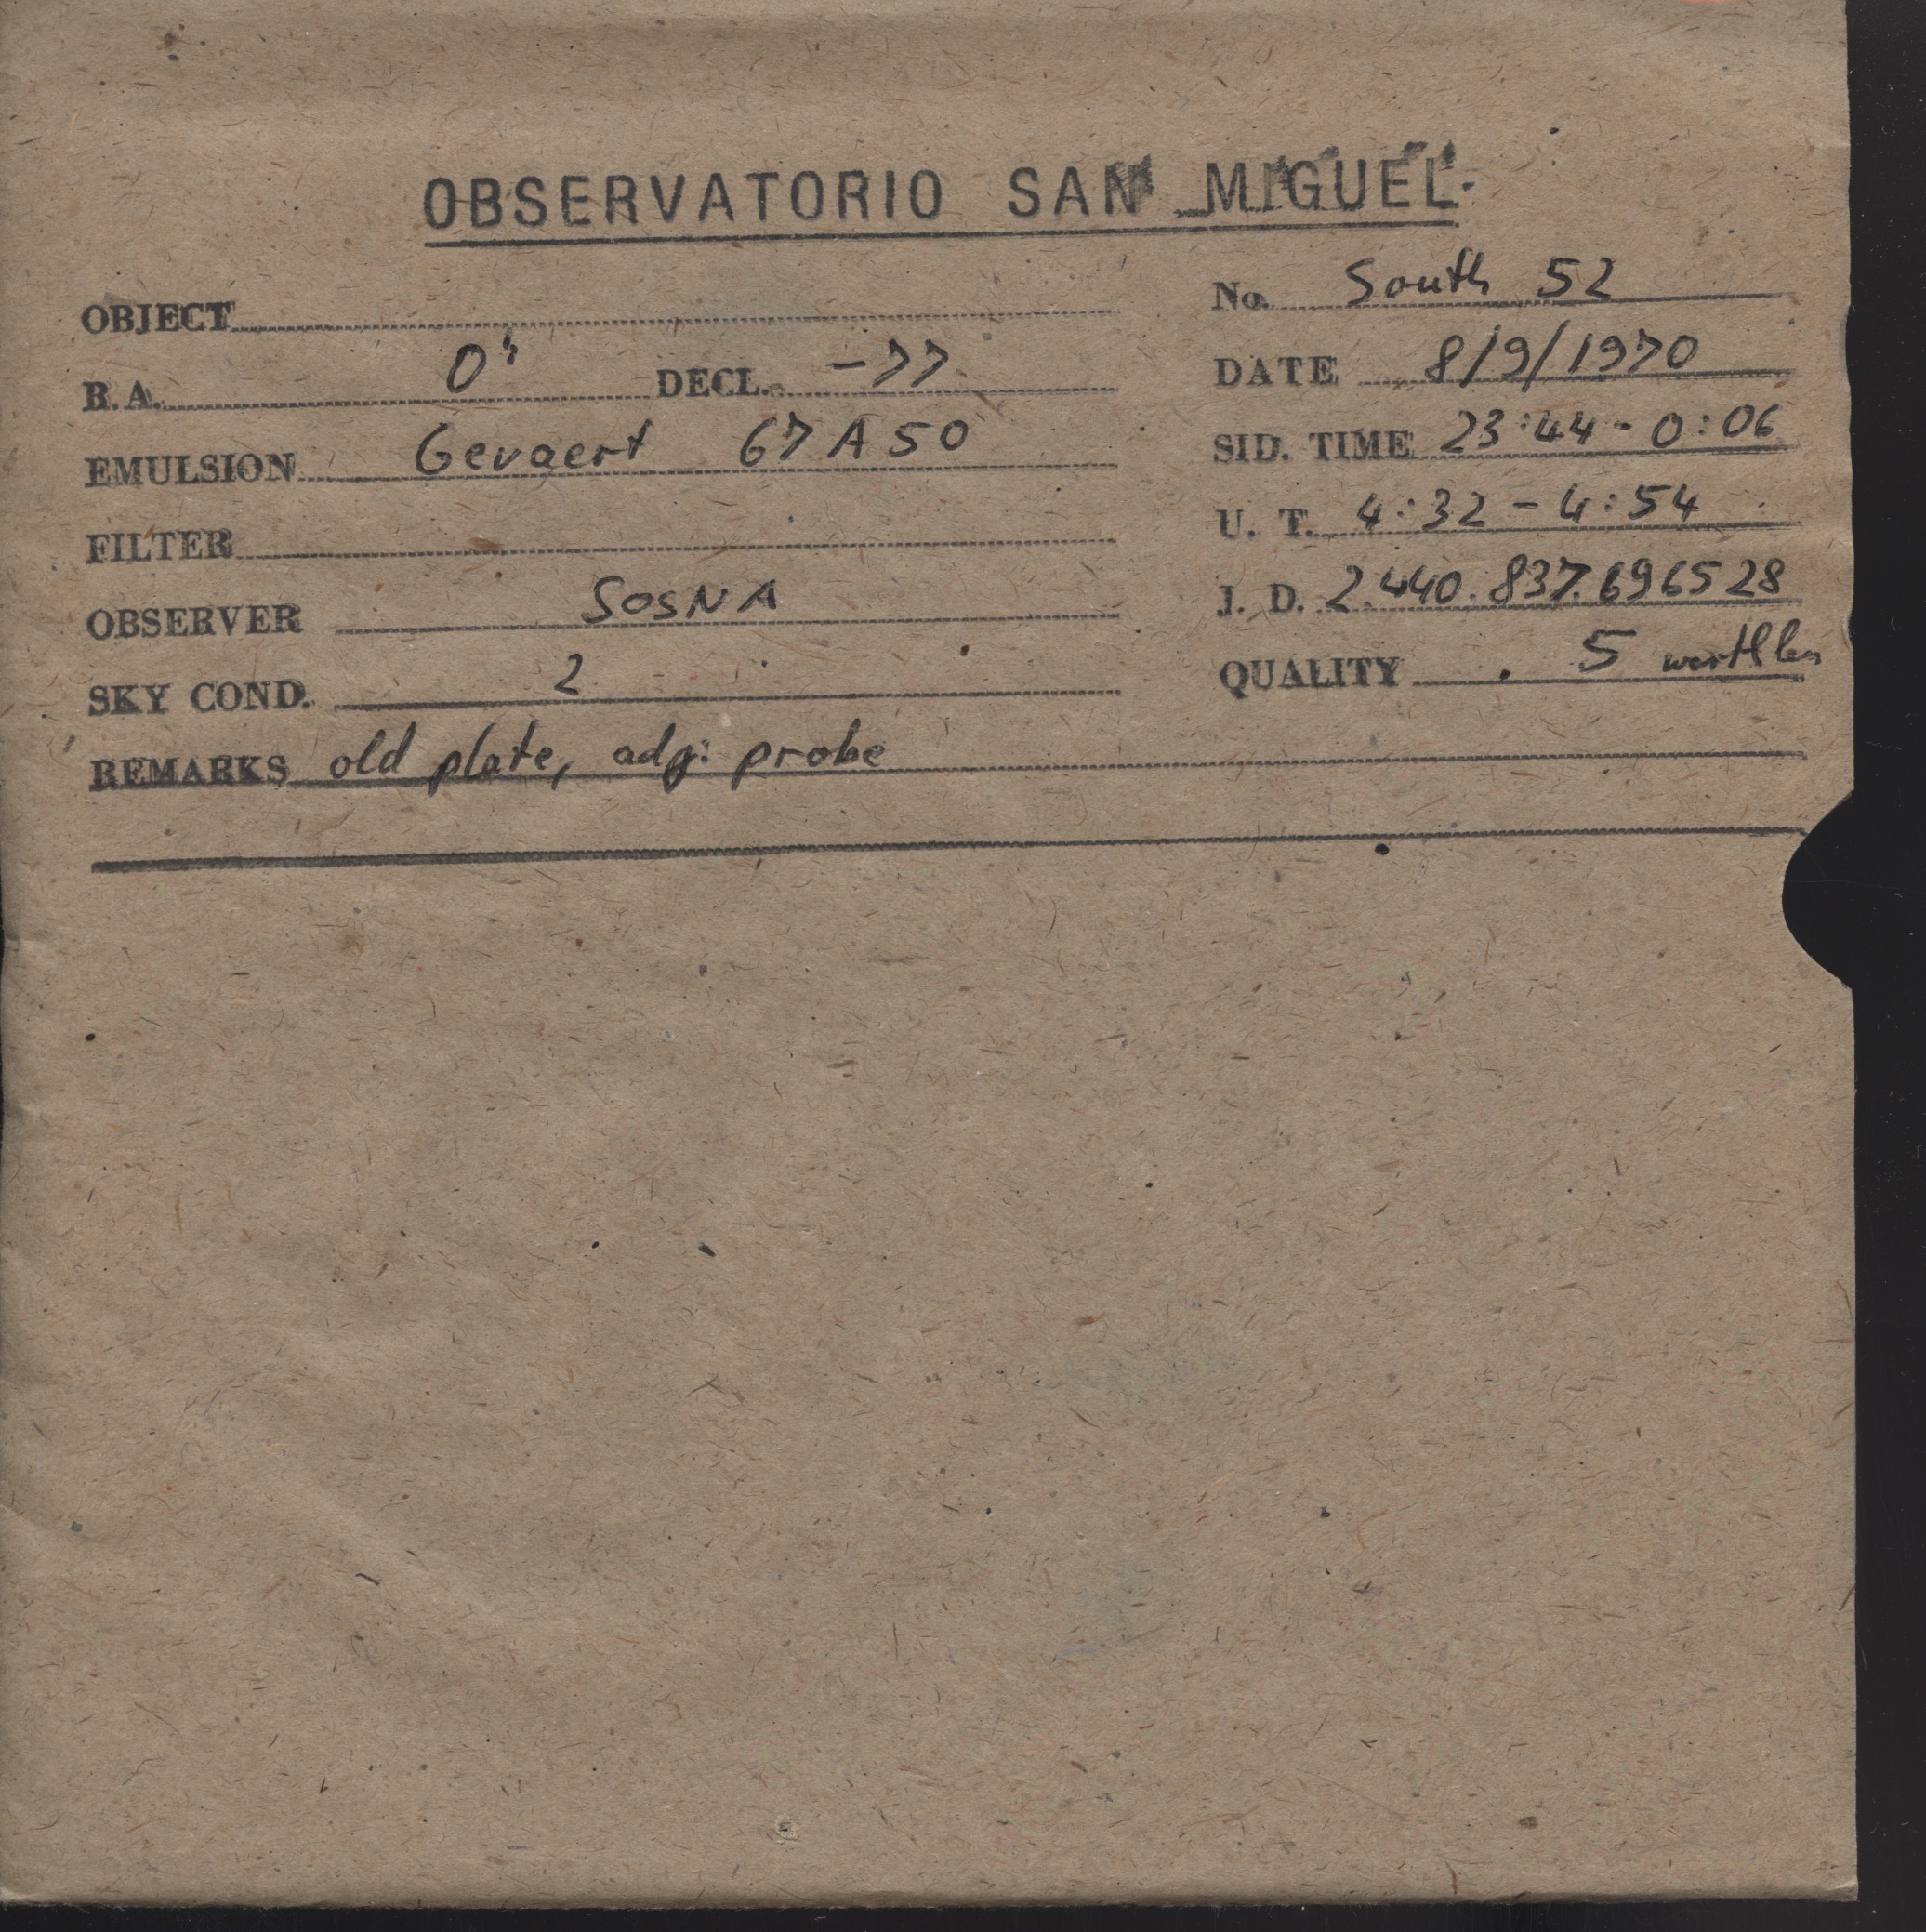 OBSERVATORIO SAN MIGUEL
OBJECT
No. South 52
R.A. 0h DECL. -77
DATE 8/9/1970
EMULSION Gevaert 67A50
SID. TIME 23:44 - 0:06
FILTER
U. T. 4:32 - 4:54
OBSERVER SOSNA
J. D. 2.440.837.696528
SKY COND. 2
QUALITY 5 worthless
REMARKS old plate, adj: probe